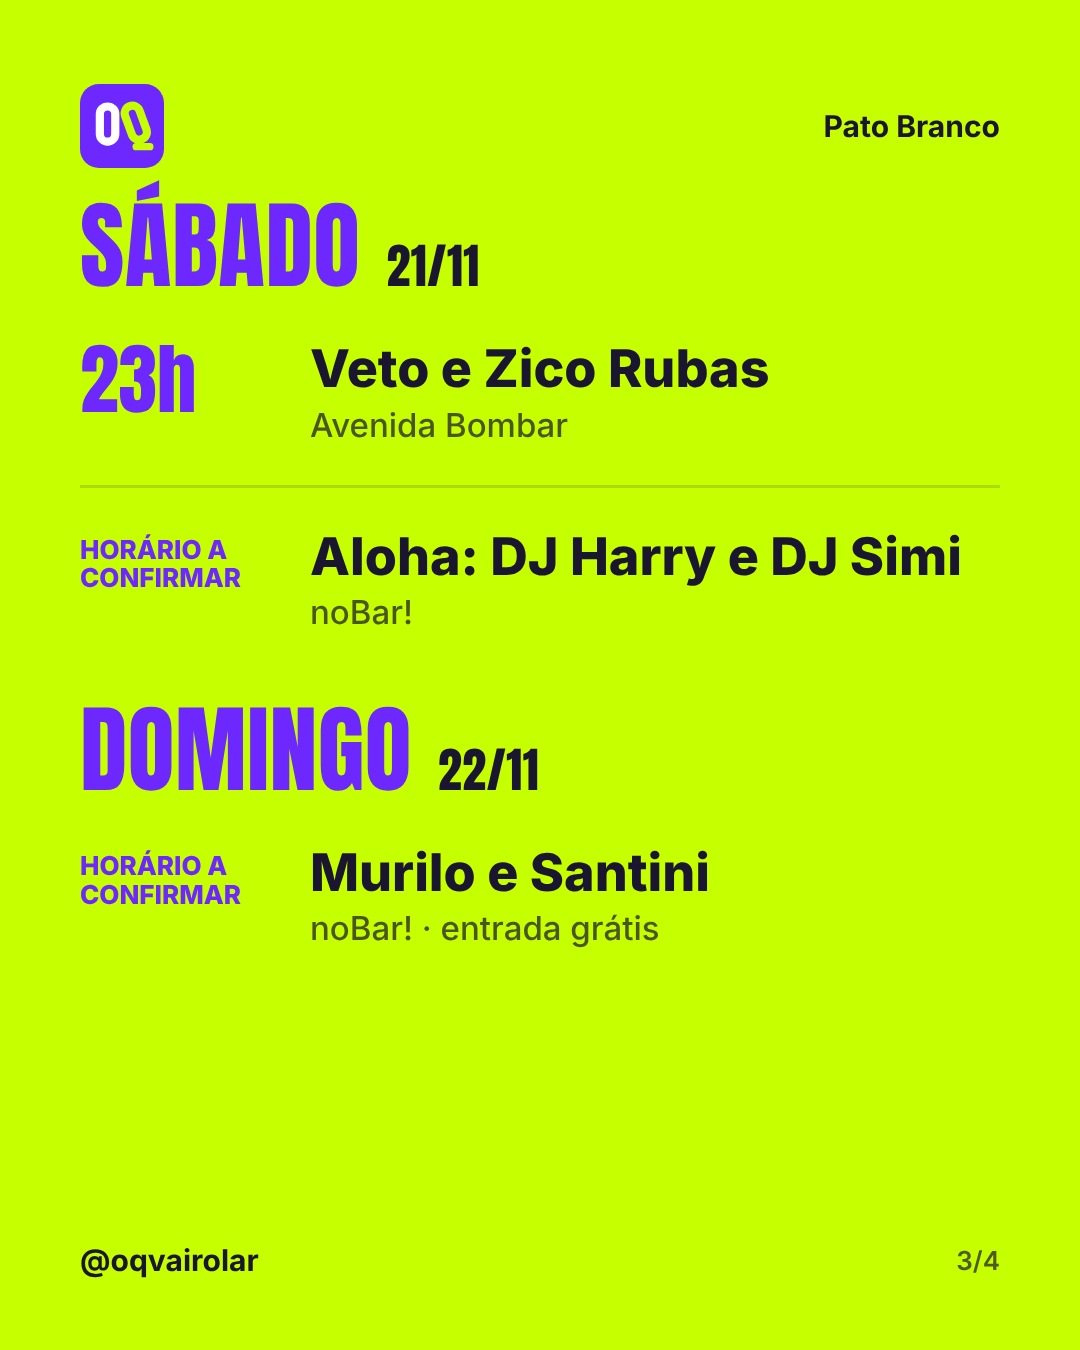 OQ
Pato Branco
SÁBADO 21/11
23h
Veto e Zico Rubas
Avenida Bombar
HORÁRIO A
CONFIRMAR
Aloha: DJ Harry e DJ Simi
noBar!
DOMINGO 22/11
HORÁRIO A
CONFIRMAR
Murilo e Santini
noBar! · entrada grátis
@oqvairolar
3/4